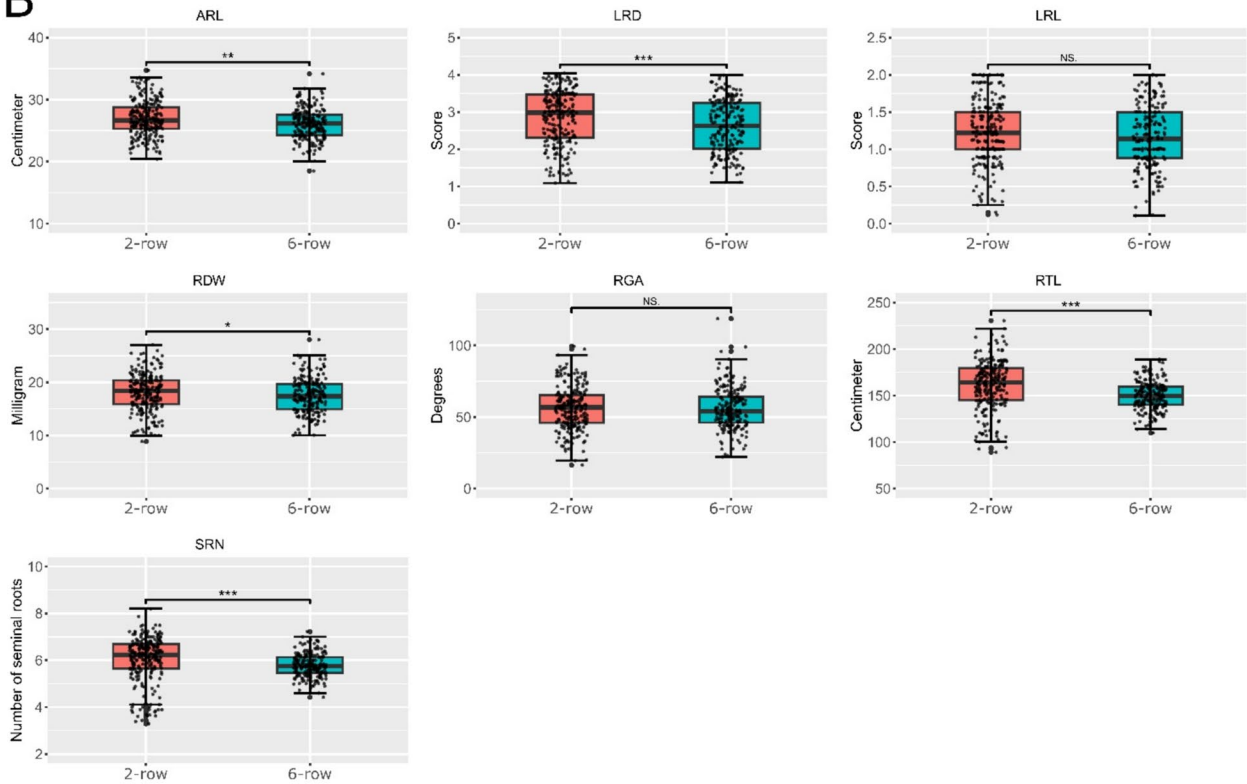 B
ARL
Centimeter
40
30
20
10
**
2-row
6-row
LRD
Score
5
4
3
2
1
0
***
2-row
6-row
LRL
Score
2.5
2.0
1.5
1.0
0.5
0.0
NS.
2-row
6-row
RDW
Milligram
30
20
10
0
*
2-row
6-row
RGA
Degrees
100
50
0
NS.
2-row
6-row
RTL
Centimeter
250
200
150
100
50
***
2-row
6-row
SRN
Number of seminal roots
10
8
6
4
2
***
2-row
6-row